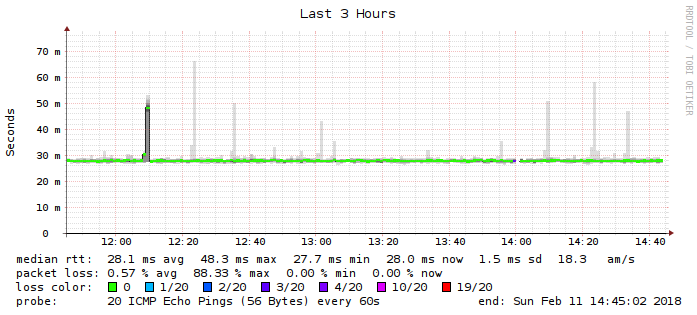 Last 3 Hours
RRDTOOL / TOBI OETIKER
Seconds
70 m
60 m
50 m
40 m
30 m
20 m
10 m
0
12:00 12:20 12:40 13:00 13:20 13:40 14:00 14:20 14:40
median rtt: 28.1 ms avg 48.3 ms max 27.7 ms min 28.0 ms now 1.5 ms sd 18.3 am/s
packet loss: 0.57 % avg 88.33 % max 0.00 % min 0.00 % now
loss color: 0 1/20 2/20 3/20 4/20 10/20 19/20
probe: 20 ICMP Echo Pings (56 Bytes) every 60s end: Sun Feb 11 14:45:02 2018